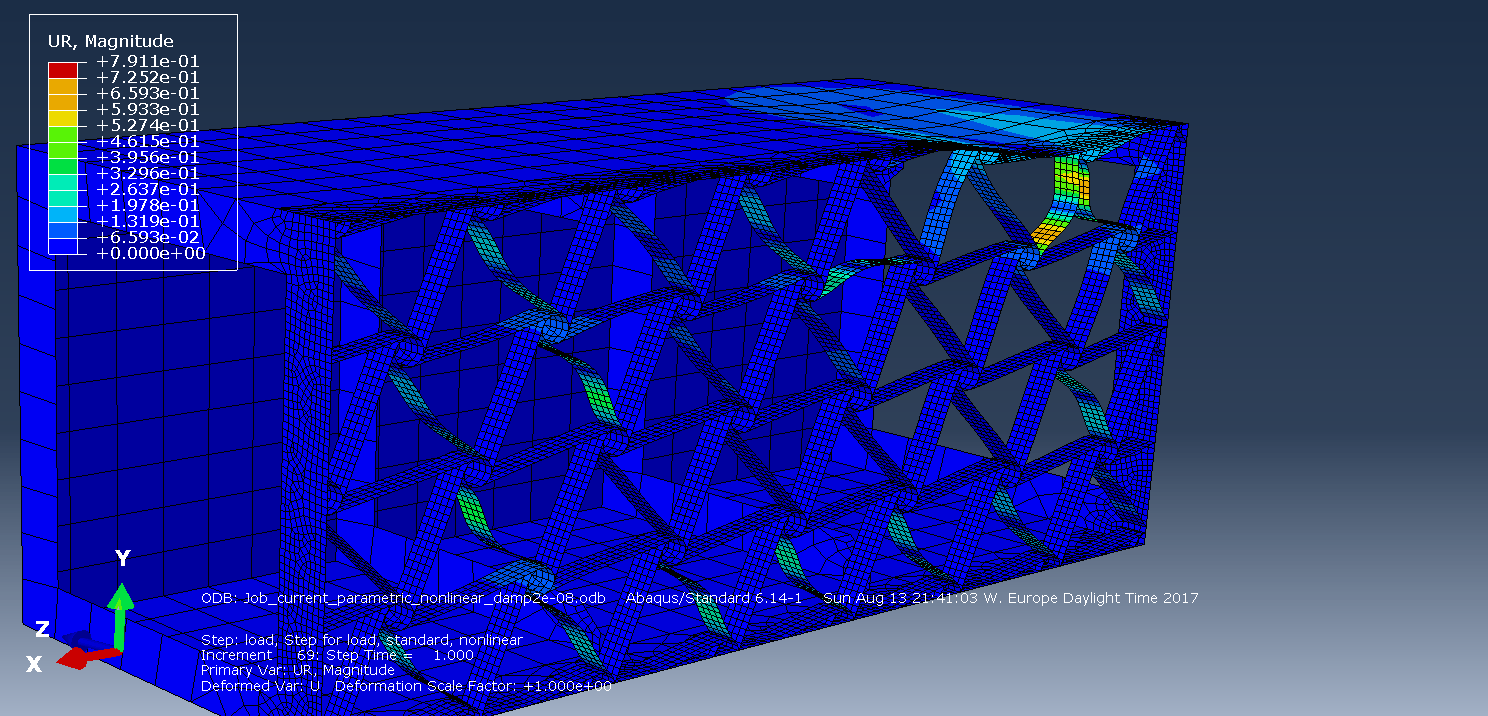 UR, Magnitude
+7.911e-01
+7.252e-01
+6.593e-01
+5.933e-01
+5.274e-01
+4.615e-01
+3.956e-01
+3.296e-01
+2.637e-01
+1.978e-01
+1.319e-01
+6.593e-02
+0.000e+00
Y
Z
X
ODB: Job_current_parametric_nonlinear_damp2e-08.odb Abaqus/Standard 6.14-1 Sun Aug 13 21:41:03 W. Europe Daylight Time 2017
Step: load, Step for load, standard, nonlinear
Increment 69: Step Time = 1.000
Primary Var: UR, Magnitude
Deformed Var: U Deformation Scale Factor: +1.000e+00